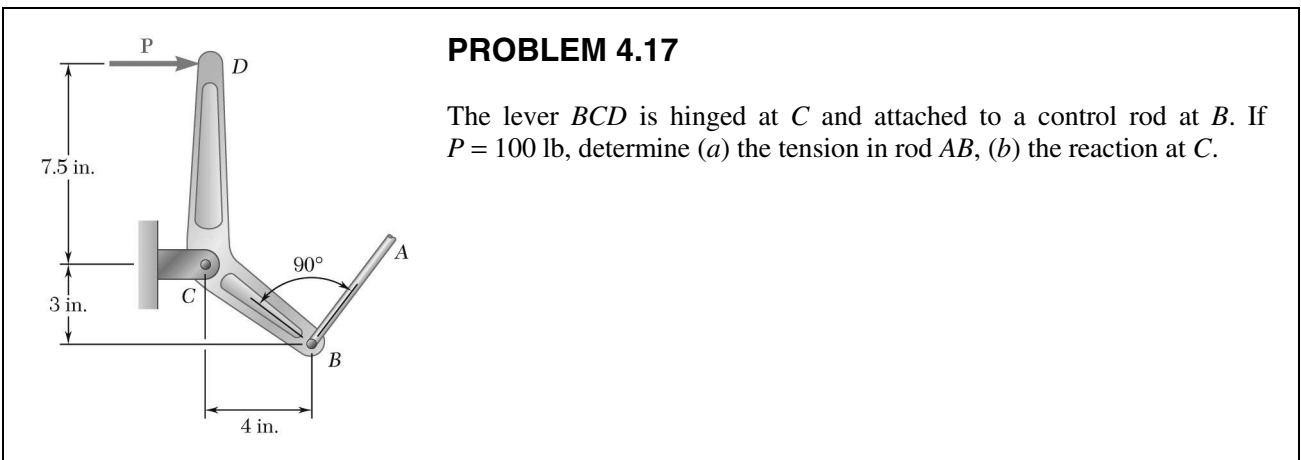 PROBLEM 4.17
The lever BCD is hinged at C and attached to a control rod at B. If
P = 100 lb, determine (a) the tension in rod AB, (b) the reaction at C.
P
D
7.5 in.
90°
A
C
3 in.
B
4 in.